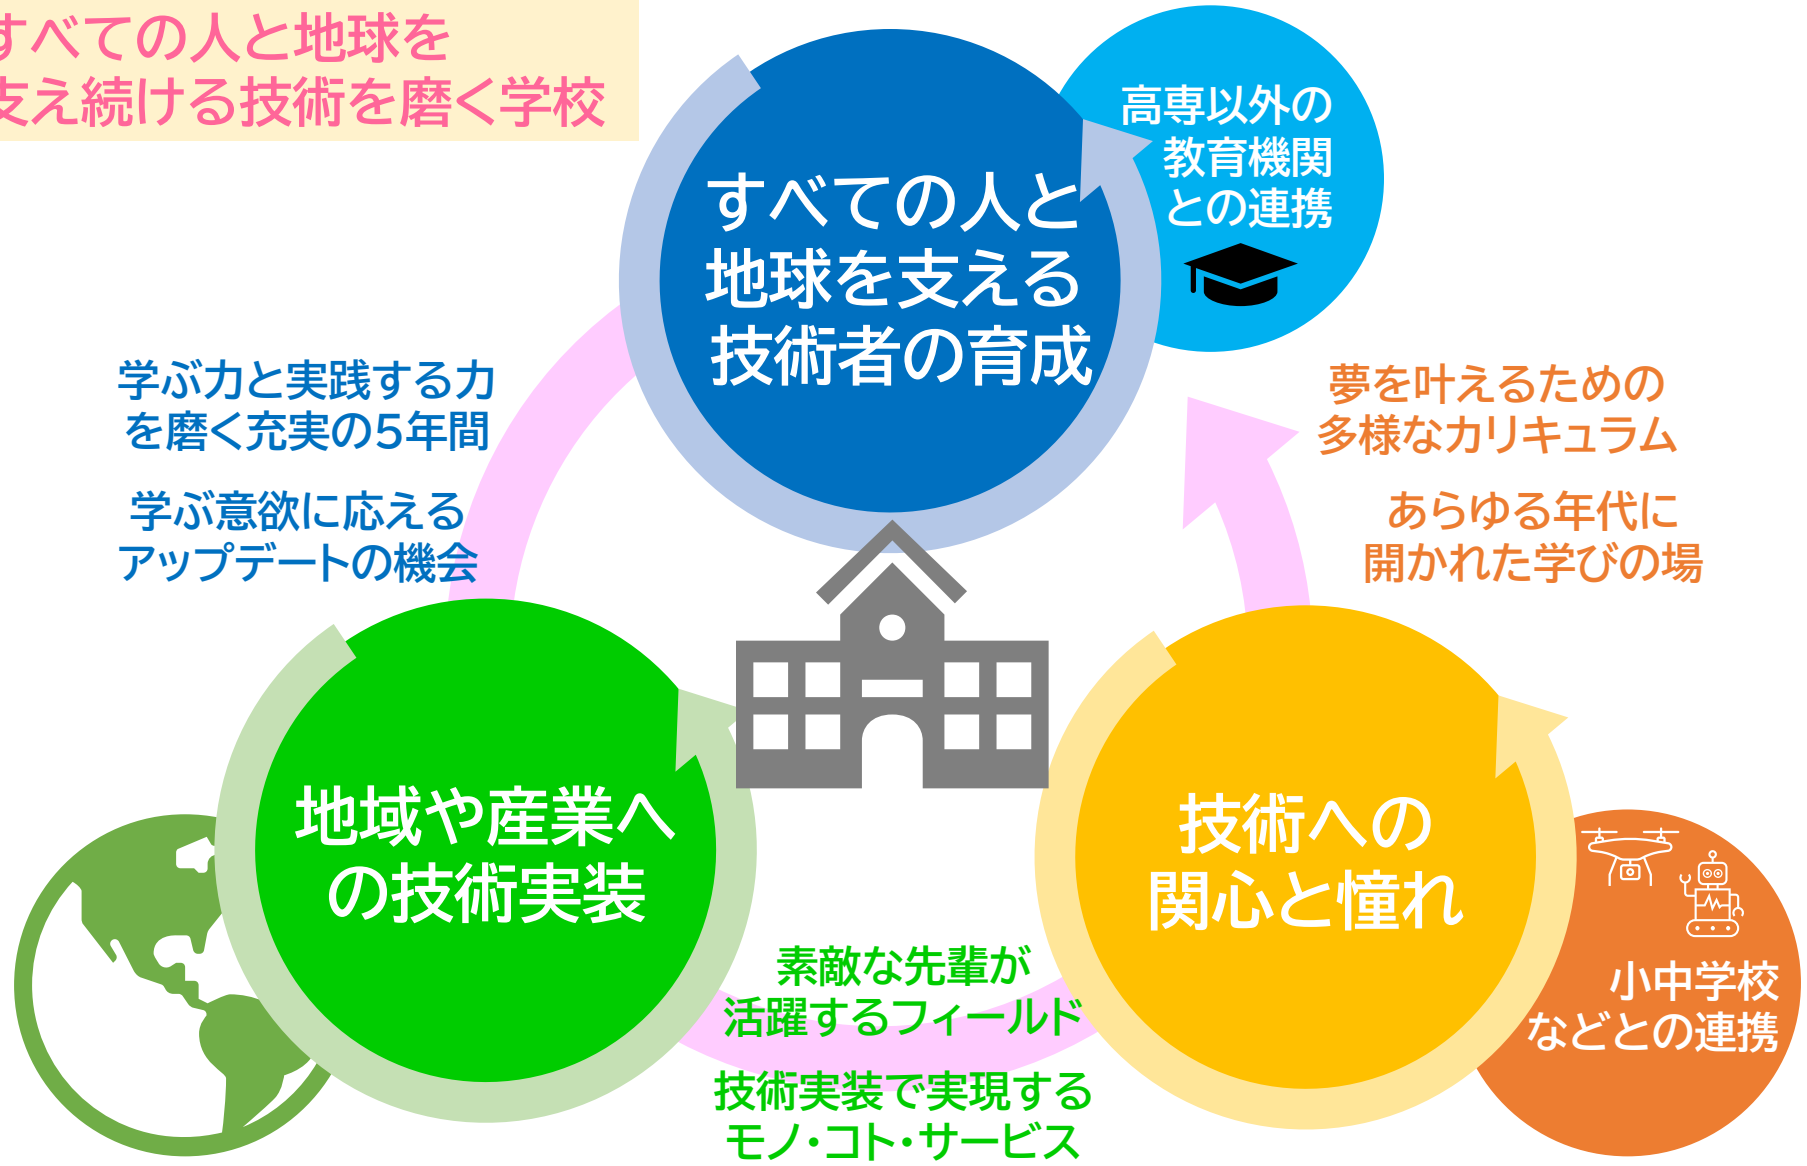 すべての人と地球を
支え続ける技術を磨く学校
すべての人と
地球を支える
技術者の育成
高専以外の
教育機関
との連携
学ぶ力と実践する力
を磨く充実の5年間
学ぶ意欲に応える
アップデートの機会
夢を叶えるための
多様なカリキュラム
あらゆる年代に
開かれた学びの場
地域や産業へ
の技術実装
技術への
関心と憧れ
素敵な先輩が
活躍するフィールド
技術実装で実現する
モノ・コト・サービス
小中学校
などとの連携